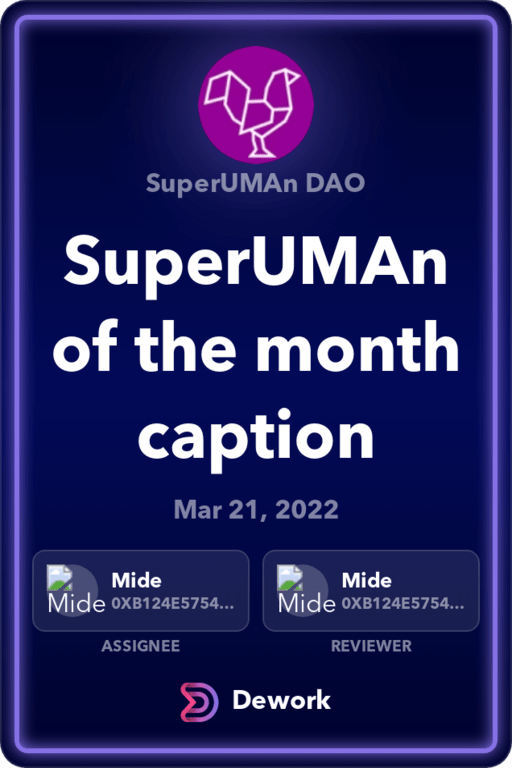 SuperUMAn DAO
SuperUMAn
of the month
caption
Mar 21, 2022
Mide
Mide
0XB124E5754...
ASSIGNEE
Mide
Mide
0XB124E5754...
REVIEWER
Dework